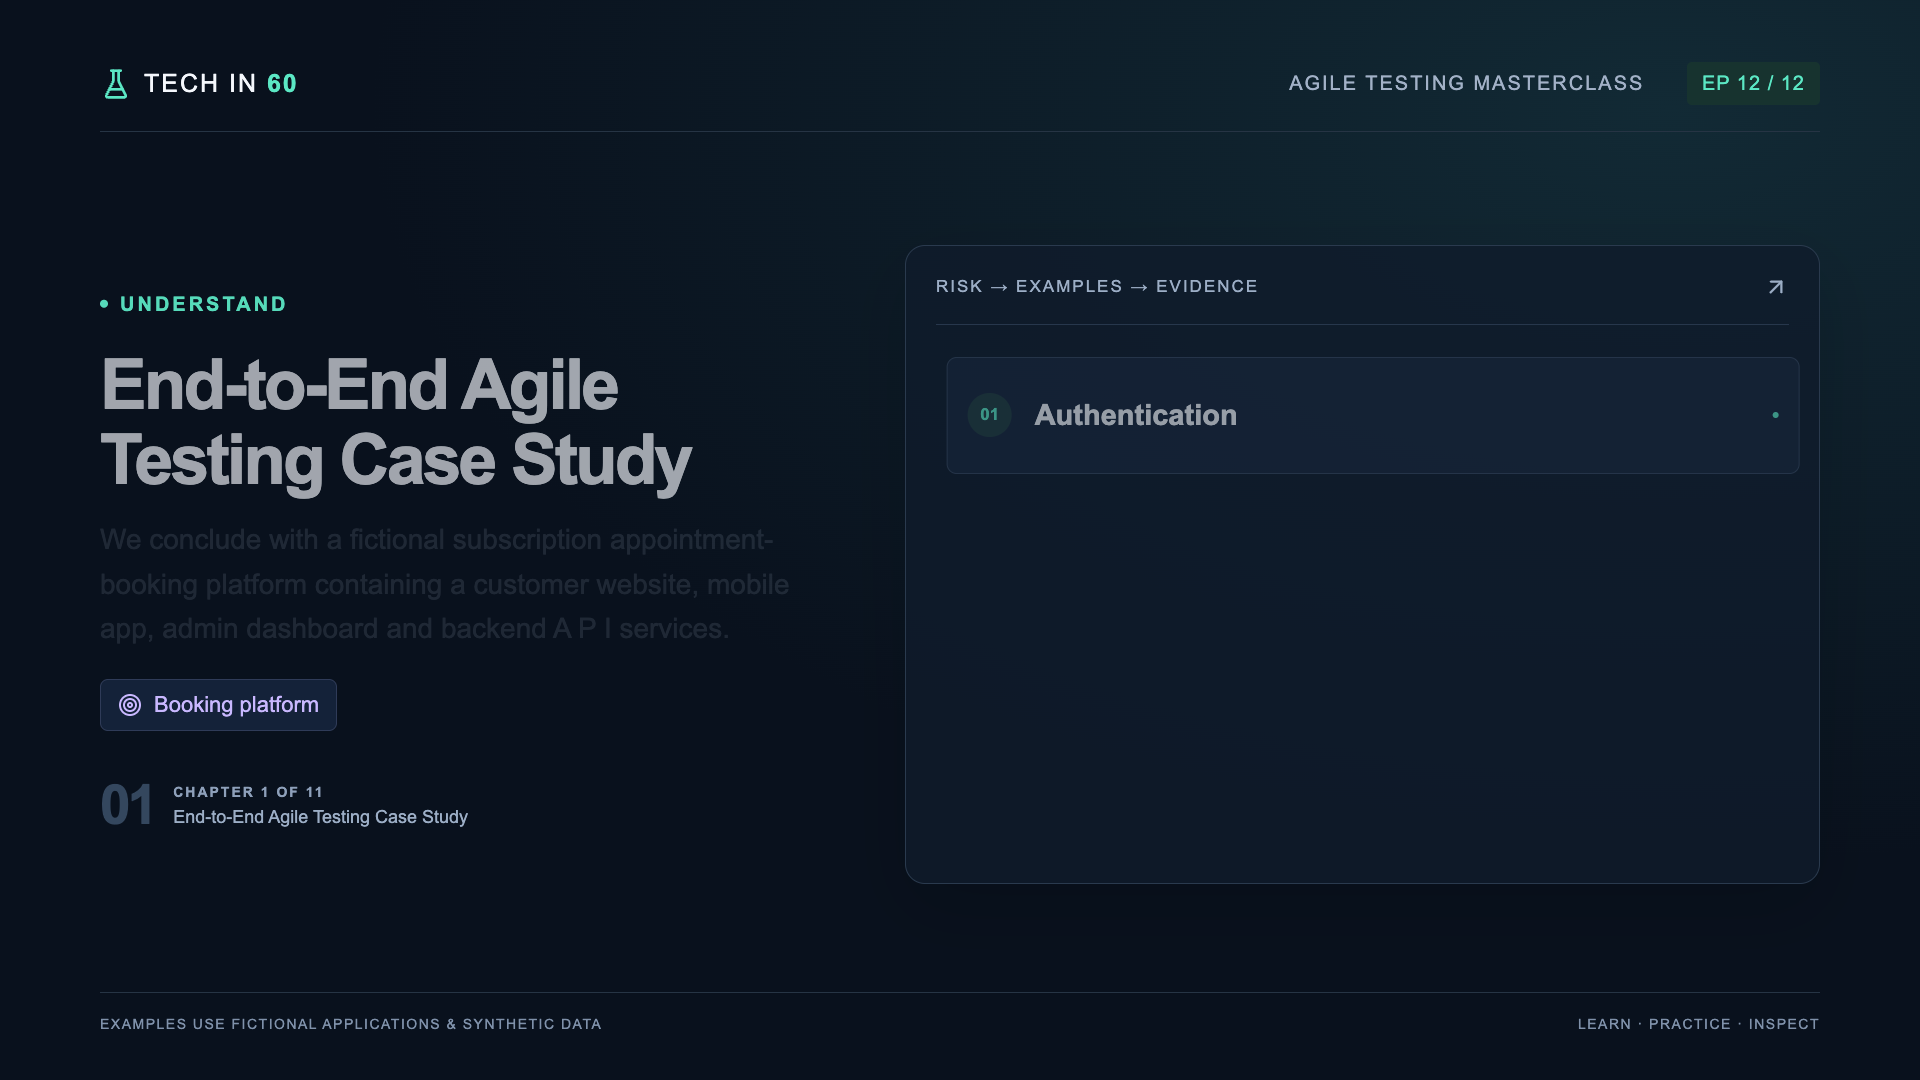 TECH IN 60
AGILE TESTING MASTERCLASS
EP 12 / 12
UNDERSTAND
End-to-End Agile
Testing Case Study
We conclude with a fictional subscription appointment-
booking platform containing a customer website, mobile
app, admin dashboard and backend A P I services.
Booking platform
01
CHAPTER 1 OF 11
End-to-End Agile Testing Case Study
RISK → EXAMPLES → EVIDENCE
01
Authentication
EXAMPLES USE FICTIONAL APPLICATIONS & SYNTHETIC DATA
LEARN · PRACTICE · INSPECT